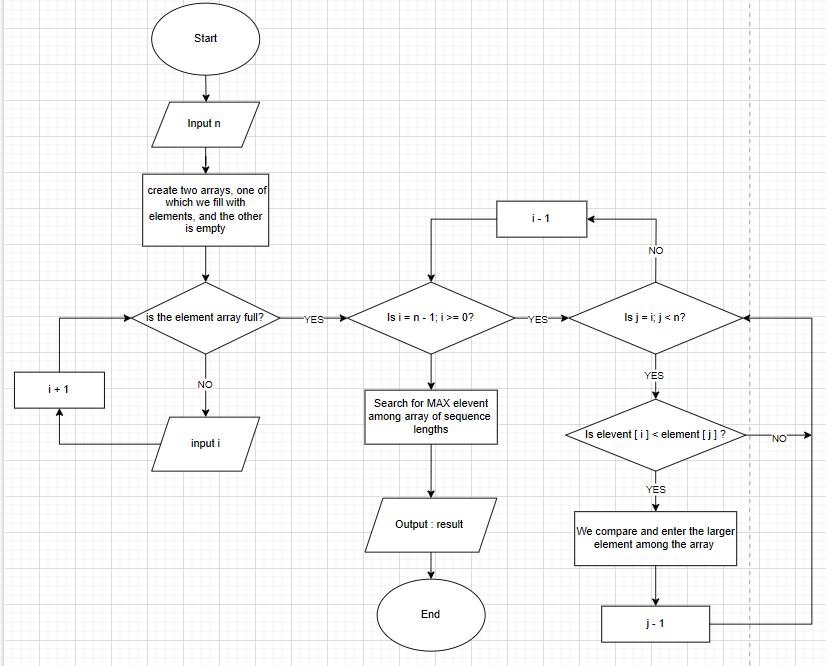 Start
Input n
create two arrays, one of
which we fill with
elements, and the other
is empty
is the element array full?
YES
NO
input i
i + 1
Is i = n - 1; i >= 0?
YES
i - 1
Is j = i; j < n?
NO
YES
Is elevent [ i ] < element [ j ] ?
NO
YES
We compare and enter the larger
element among the array
j - 1
Search for MAX elevent
among array of sequence
lengths
Output : result
End